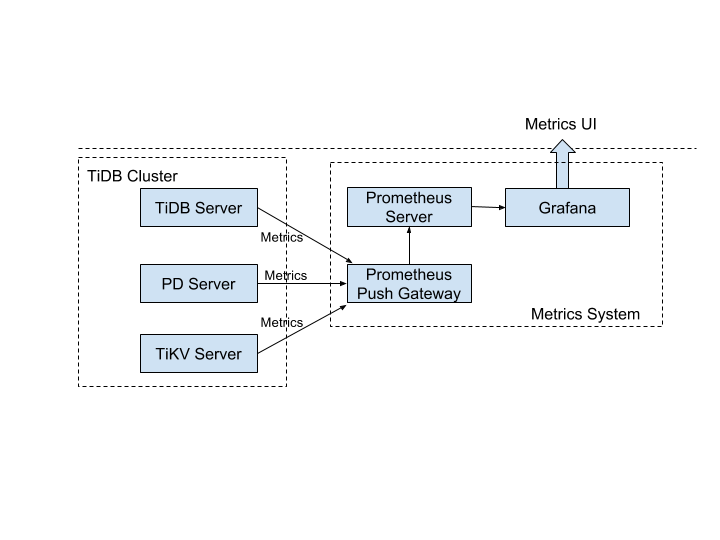 Metrics UI
TiDB Cluster
TiDB Server
Metrics
PD Server
Metrics
TiKV Server
Metrics
Prometheus
Server
Grafana
Prometheus
Push Gateway
Metrics System